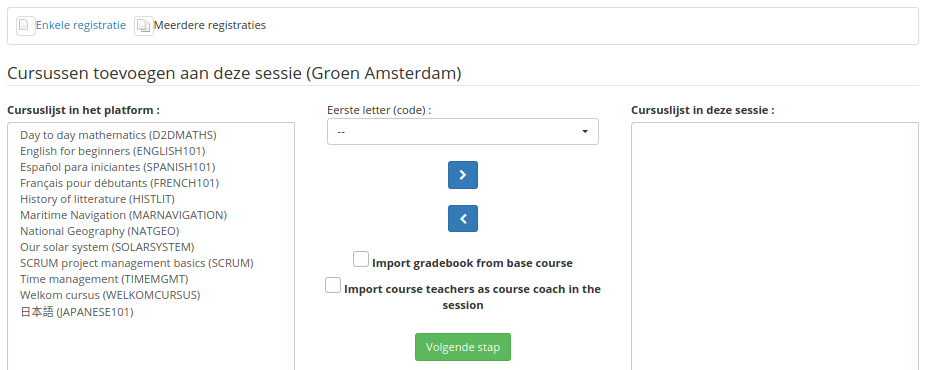 Enkele registratie Meerdere registraties
Cursussen toevoegen aan deze sessie (Groen Amsterdam)
Cursuslijst in het platform :
Day to day mathematics (D2DMATHS)
English for beginners (ENGLISH101)
Español para iniciantes (SPANISH101)
Français pour débutants (FRENCH101)
History of litterature (HISTLIT)
Maritime Navigation (MARNAVIGATION)
National Geography (NATGEO)
Our solar system (SOLARSYSTEM)
SCRUM project management basics (SCRUM)
Time management (TIMEMGMT)
Welkom cursus (WELKOMCURSUS)
日本語 (JAPANESE101)
Eerste letter (code) :
--
Import gradebook from base course
Import course teachers as course coach in the
session
Volgende stap
Cursuslijst in deze sessie :